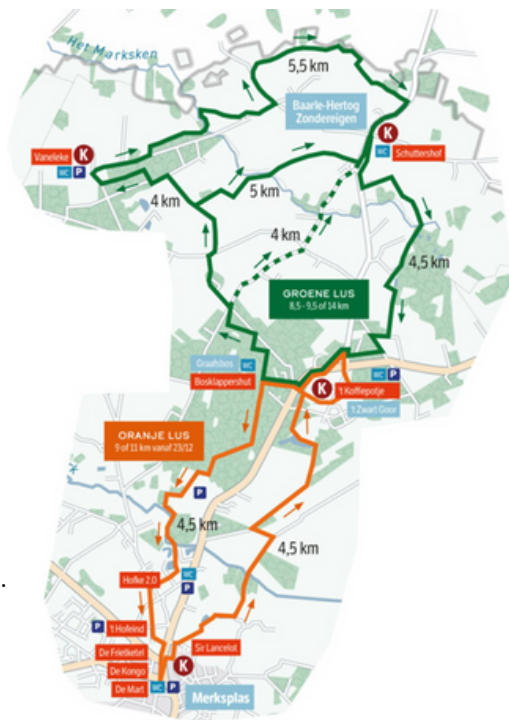 Het Marksken
5,5 km
Baarle-Hertog
Zondereigen
K
Vaneleke
WC P
K
WC Schuttershof
4 km
5 km
4 km
4,5 km
GROENE LUS
8,5 - 9,5 of 14 km
Graafsbos WC
Bosklappershut
WC P
K 't Koffiepotje
't Zwart Goor
ORANJE LUS
9 of 11 km vanaf 23/12
P
4,5 km
4,5 km
Hofke 2.0
WC
P
P 't Hofeind
De Frietketel
Sir Lancelot
K
De Kongo
De Mart WC P
Merksplas